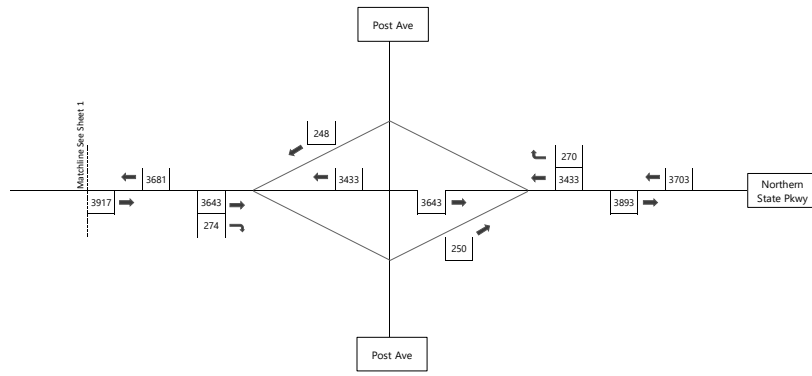 Post Ave
Matchline See Sheet 1
248
270
3681
3433
3433
3703
Northern
State Pkwy
3917
3643
3643
3893
274
250
Post Ave